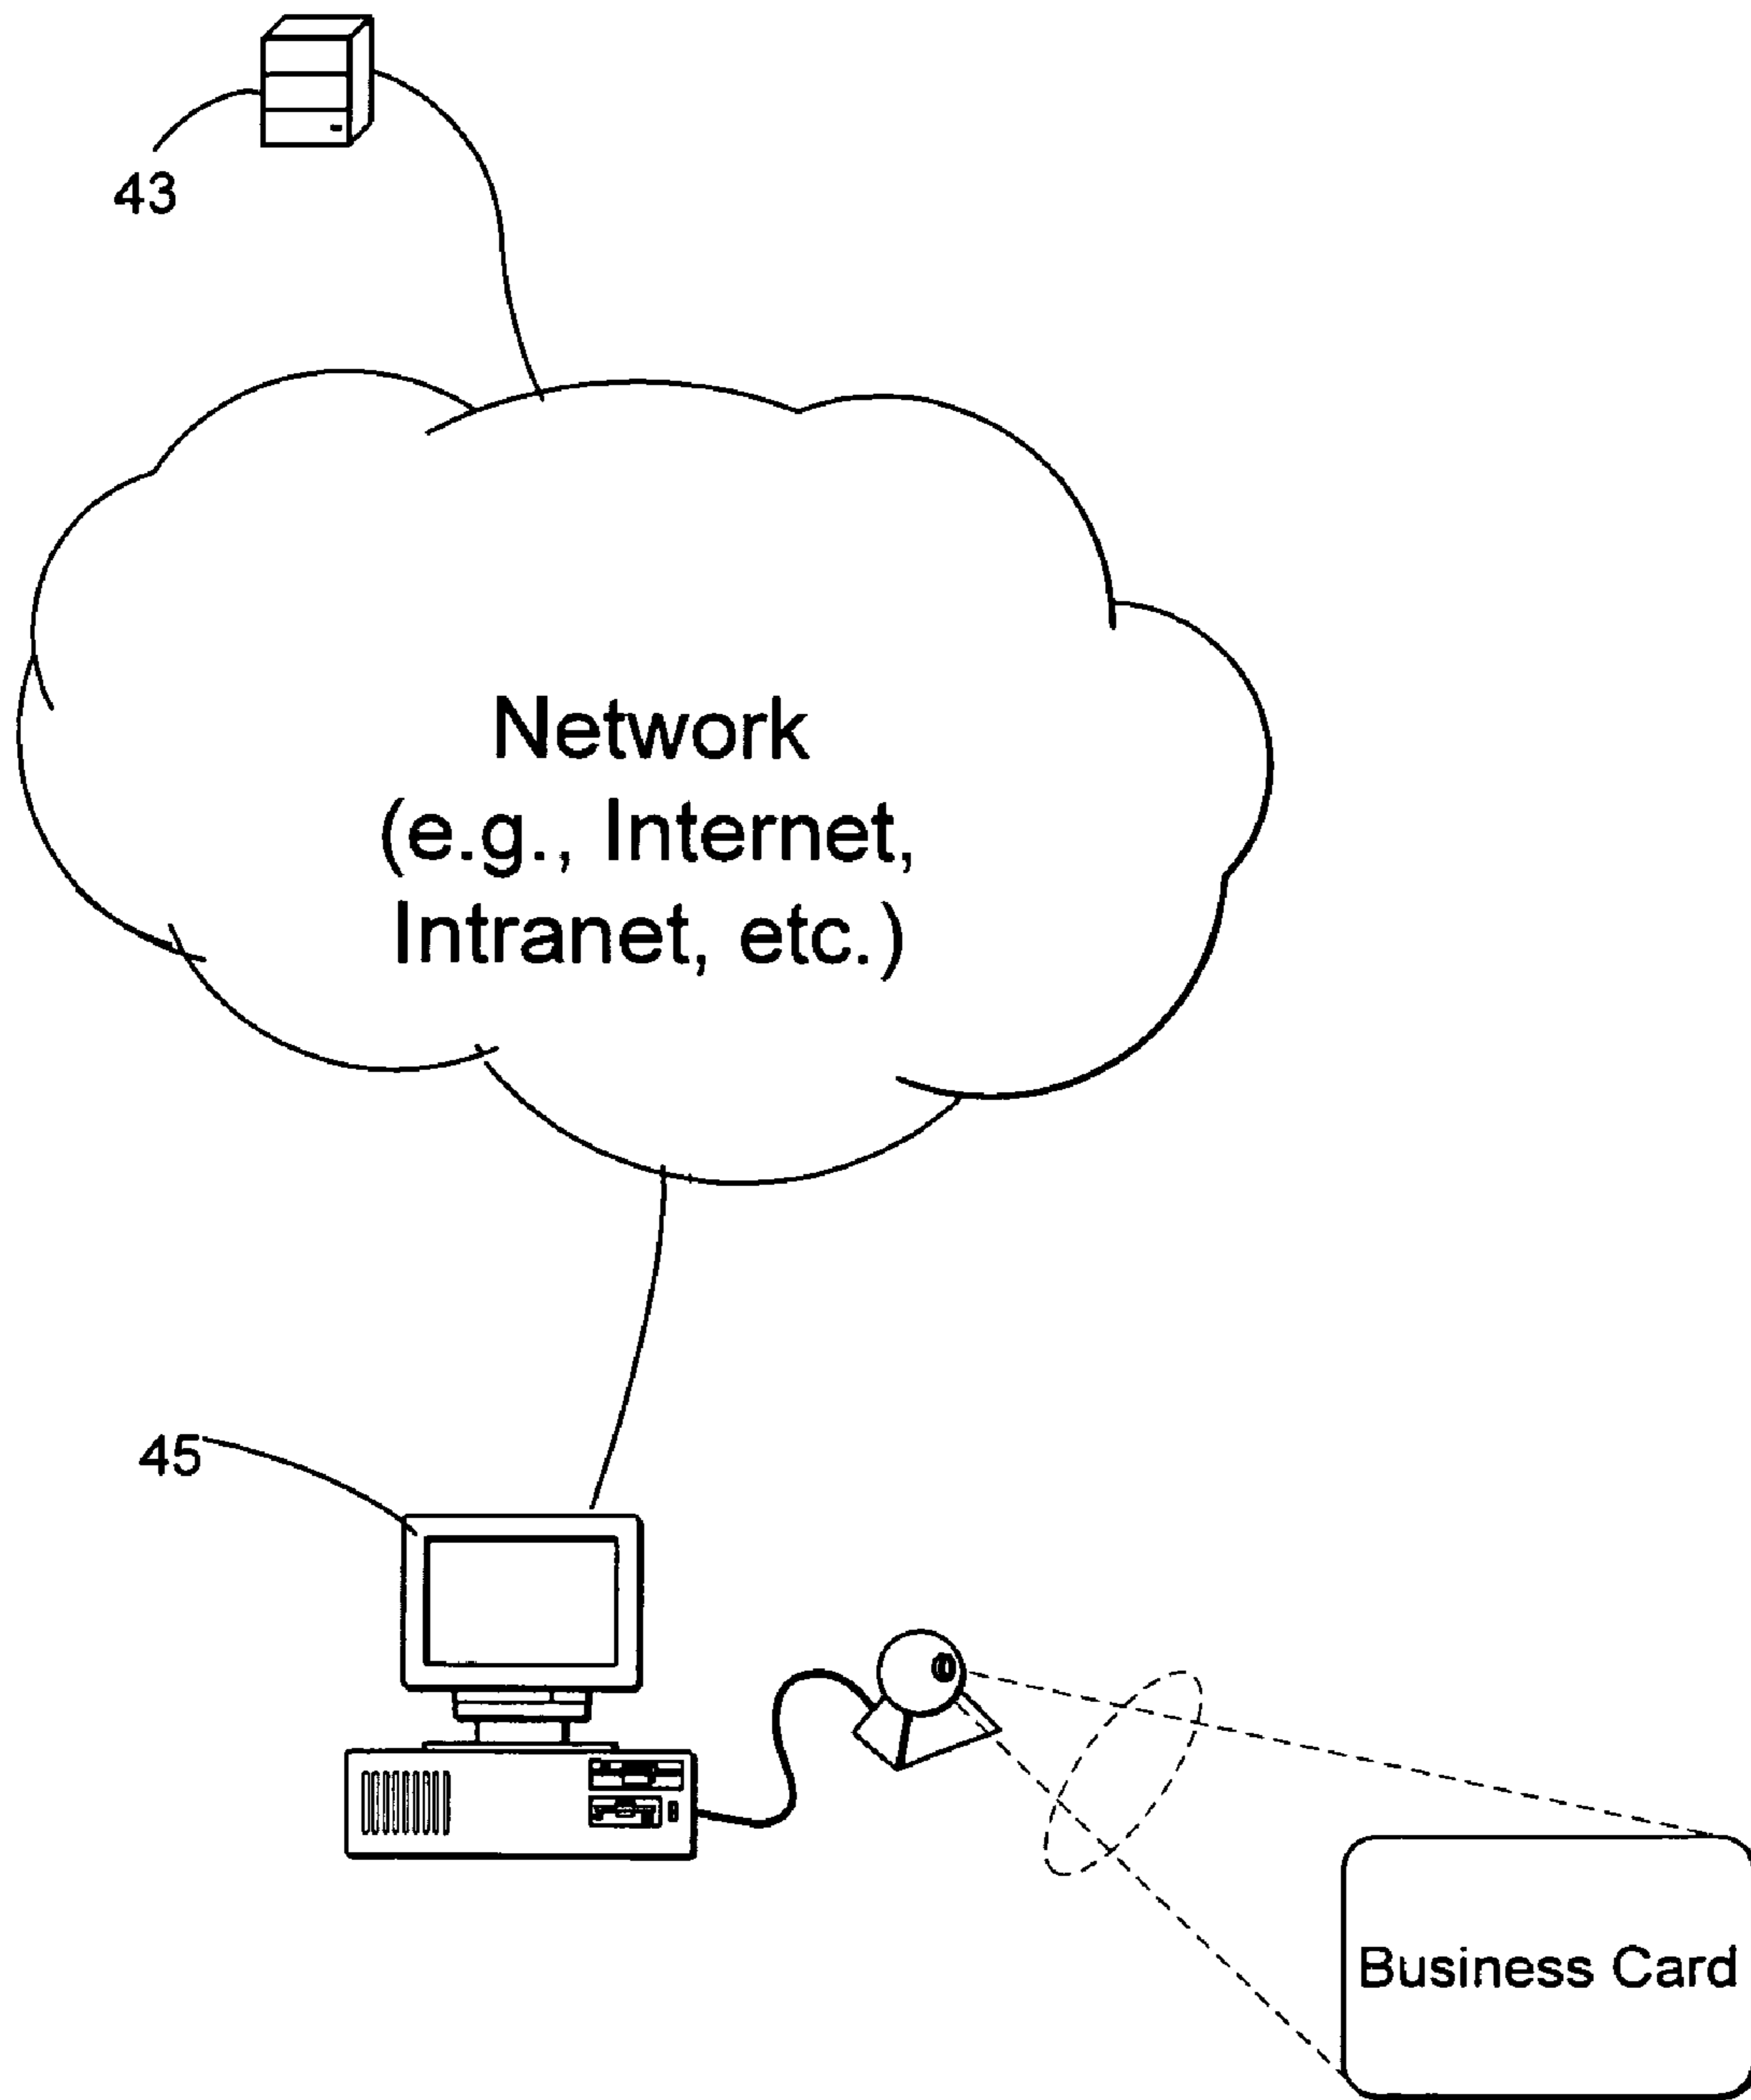 43
Network
(e.g., Internet,
Intranet, etc.)
45
Business Card